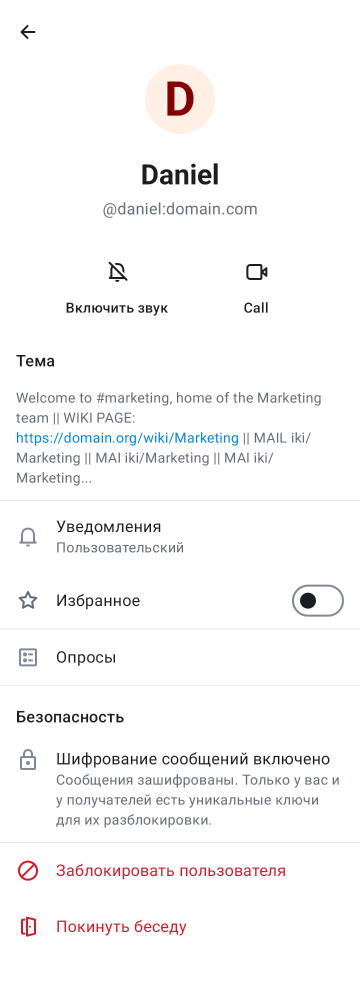 D
Daniel
@daniel:domain.com
Включить звук
Call
Тема
Welcome to #marketing, home of the Marketing
team || WIKI PAGE:
https://domain.org/wiki/Marketing || MAIL iki/
Marketing || MAI iki/Marketing || MAI iki/
Marketing...
Уведомления
Пользовательский
Избранное
Опросы
Безопасность
Шифрование сообщений включено
Сообщения зашифрованы. Только у вас и
у получателей есть уникальные ключи
для их разблокировки.
Заблокировать пользователя
Покинуть беседу